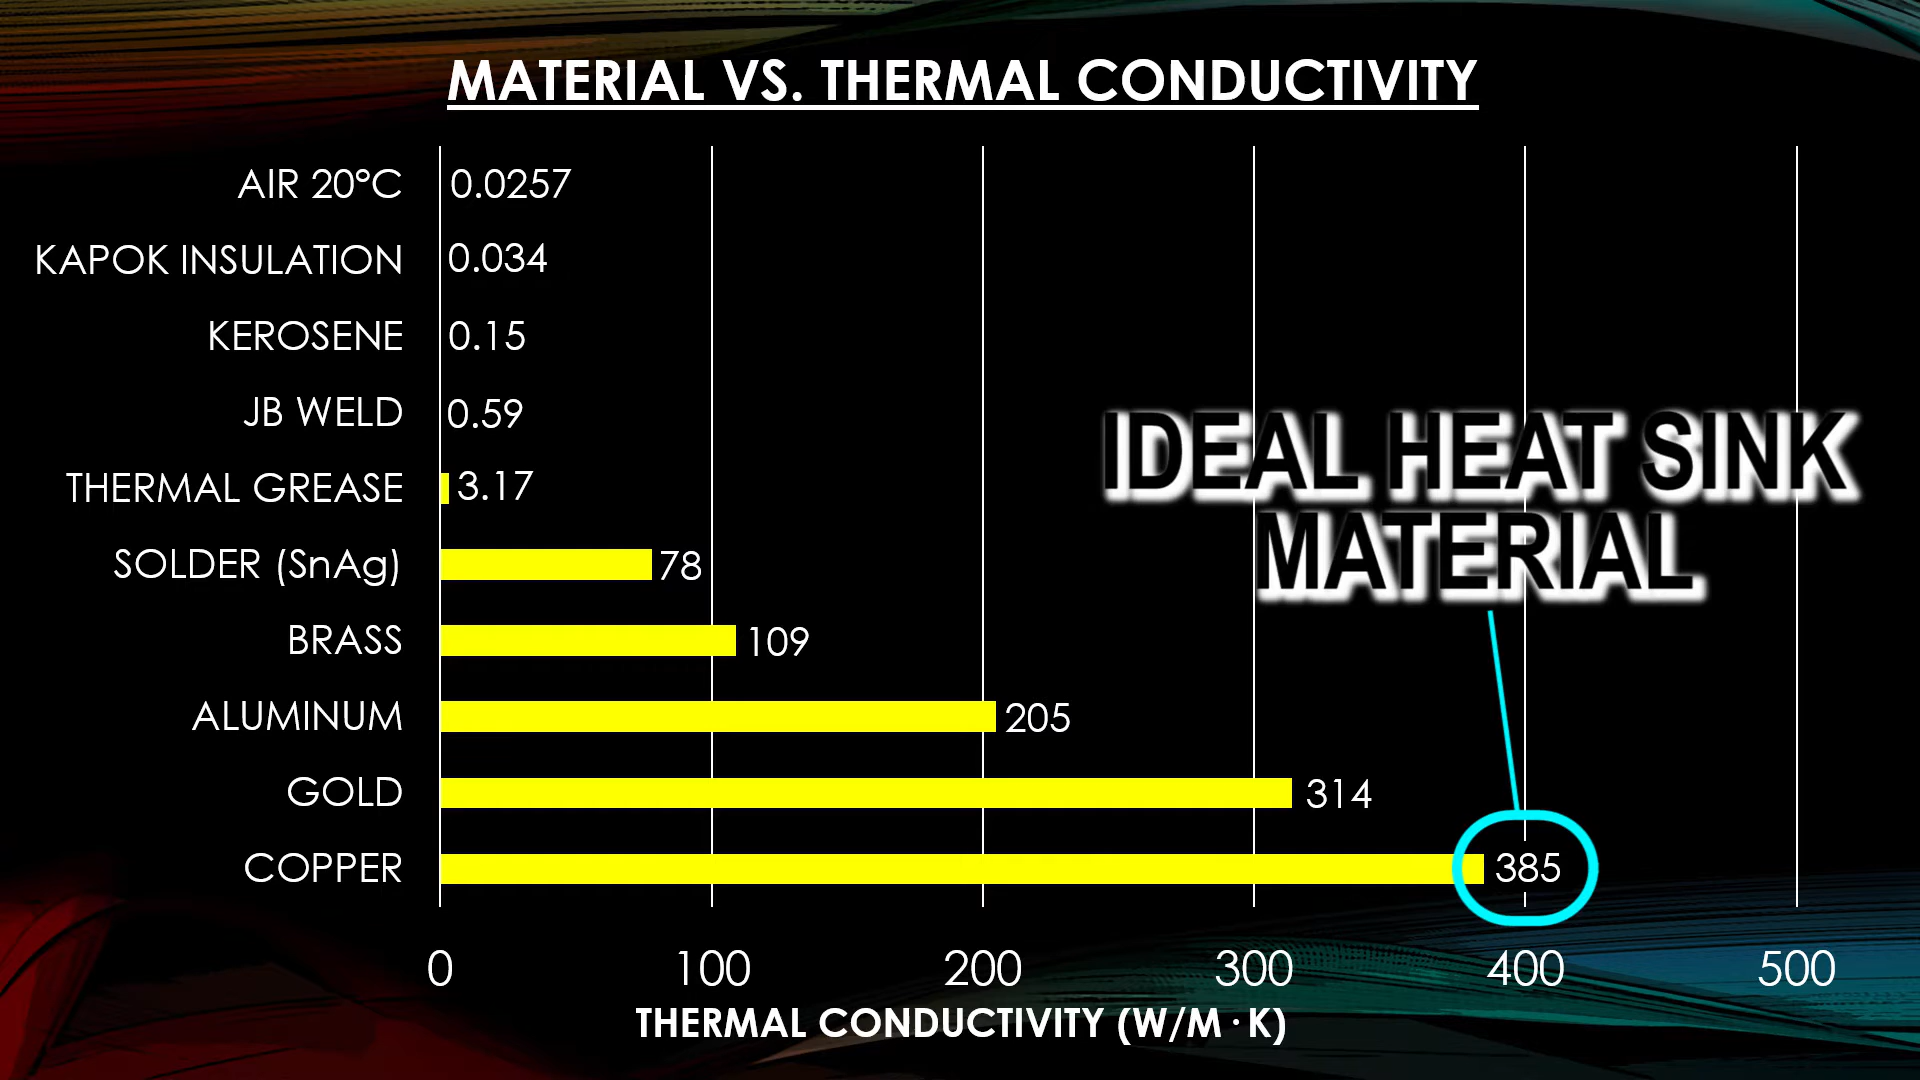 MATERIAL VS. THERMAL CONDUCTIVITY
AIR 20°C 0.0257
KAPOK INSULATION 0.034
KEROSENE 0.15
JB WELD 0.59
THERMAL GREASE 3.17
SOLDER (SnAg) 78
BRASS 109
ALUMINUM 205
GOLD 314
COPPER 385
IDEAL HEAT SINK
MATERIAL
0 100 200 300 400 500
THERMAL CONDUCTIVITY (W/M·K)